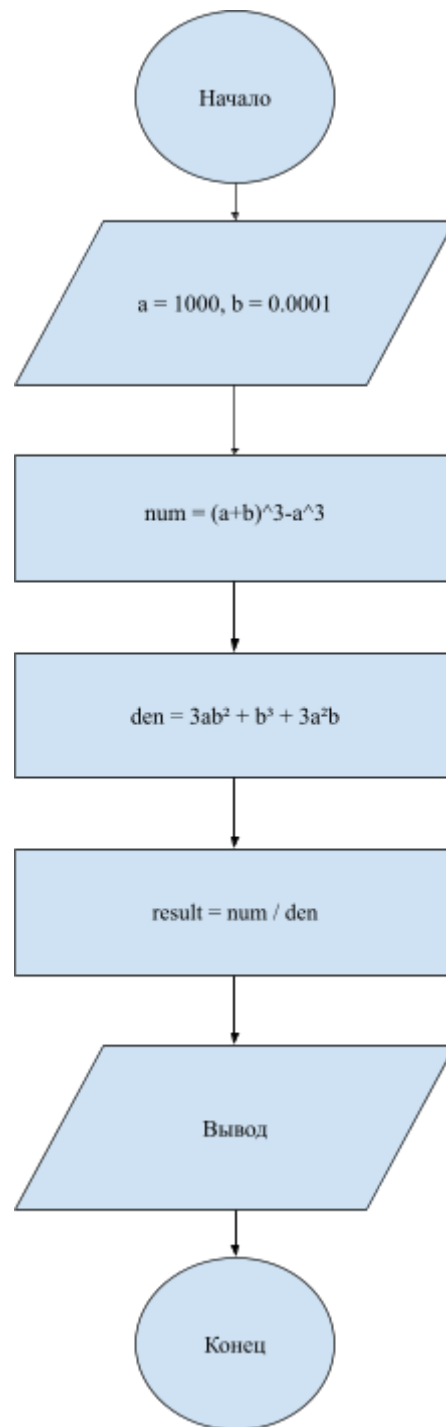 Начало
a = 1000, b = 0.0001
num = (a+b)^3-a^3
den = 3ab² + b³ + 3a²b
result = num / den
Вывод
Конец